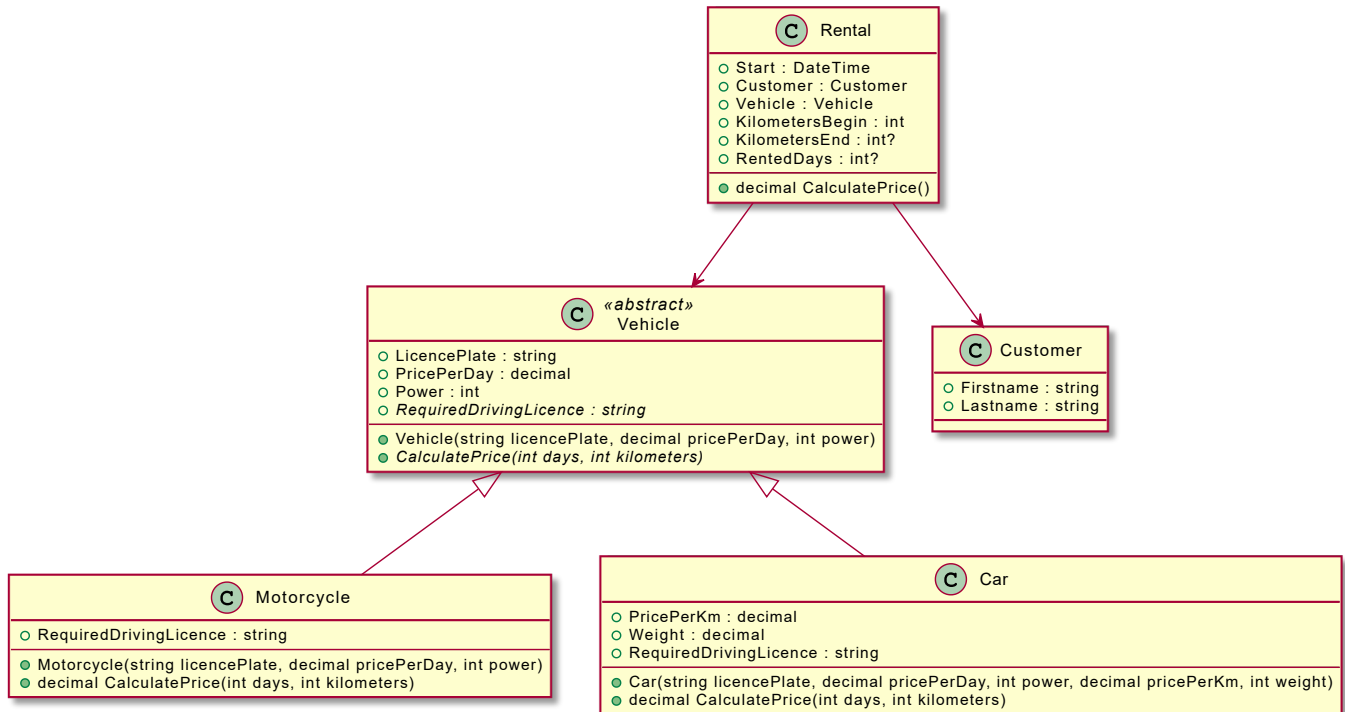 C Rental
Start : DateTime
Customer : Customer
Vehicle : Vehicle
KilometersBegin : int
KilometersEnd : int?
RentedDays : int?
decimal CalculatePrice()
«abstract»
C Vehicle
LicencePlate : string
PricePerDay : decimal
Power : int
RequiredDrivingLicence : string
Vehicle(string licencePlate, decimal pricePerDay, int power)
CalculatePrice(int days, int kilometers)
C Customer
Firstname : string
Lastname : string
C Motorcycle
RequiredDrivingLicence : string
Motorcycle(string licencePlate, decimal pricePerDay, int power)
decimal CalculatePrice(int days, int kilometers)
C Car
PricePerKm : decimal
Weight : decimal
RequiredDrivingLicence : string
Car(string licencePlate, decimal pricePerDay, int power, decimal pricePerKm, int weight)
decimal CalculatePrice(int days, int kilometers)